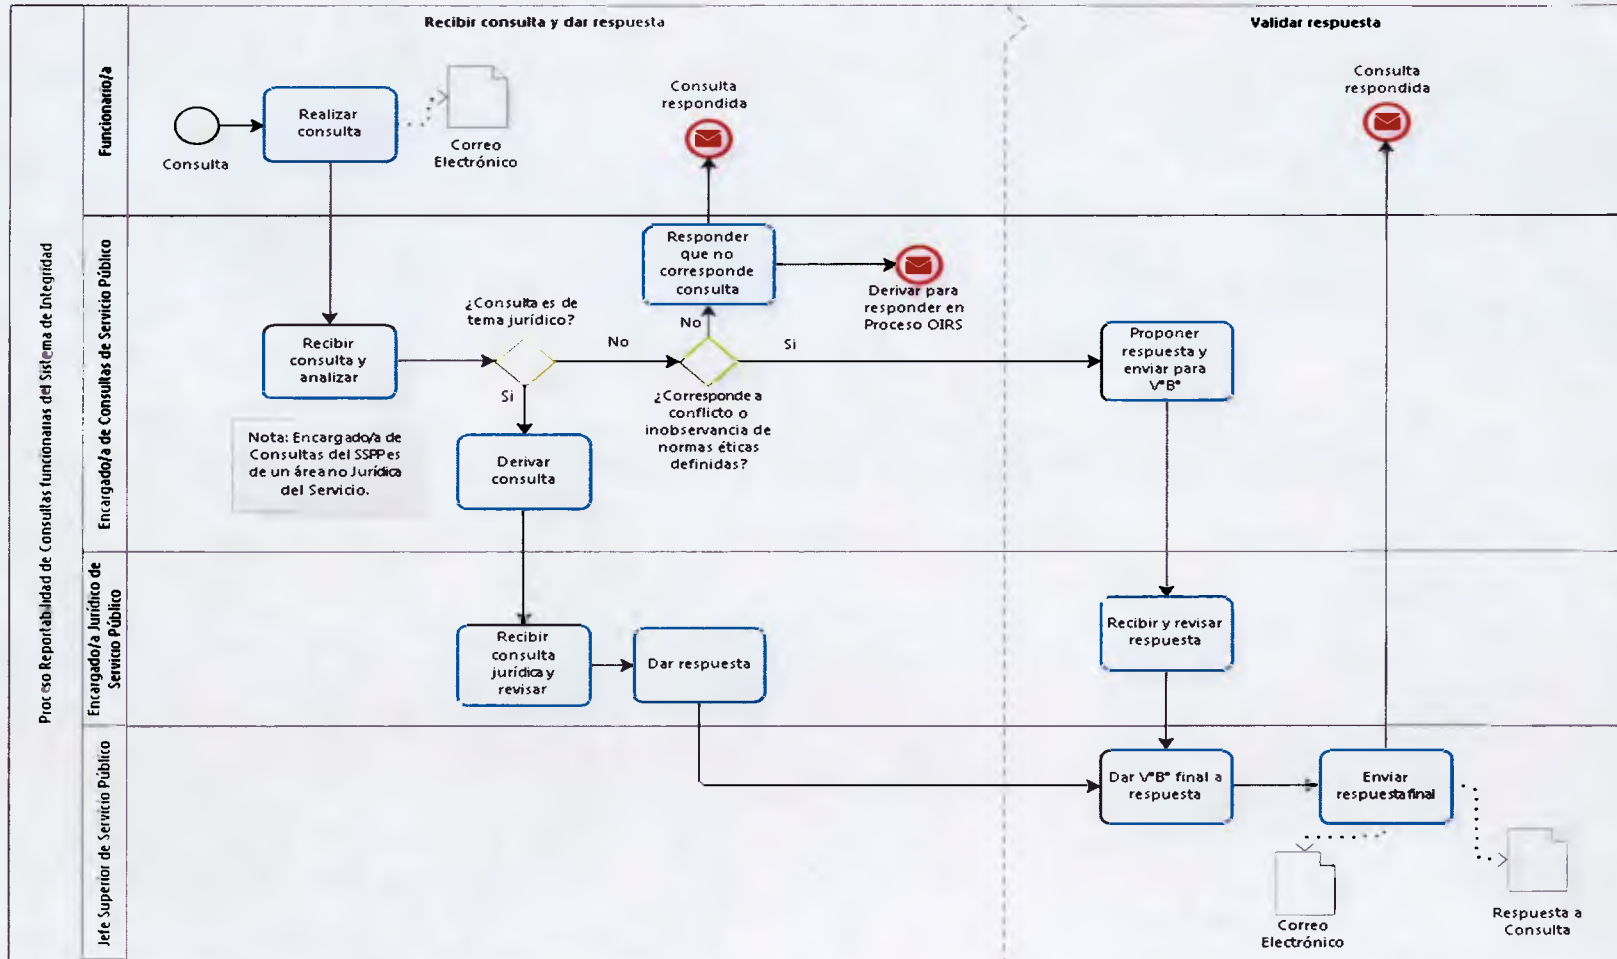 Recibir consulta y dar respuesta
Validar respuesta
Proceso Reportabilidad de Consultas funcionarias del Sistema de Integridad
Funcionario/a
Consulta
Realizar
consulta
Correo
Electrónico
Consulta
respondida
Consulta
respondida
Encargado/a de Consultas de Servicio Público
Recibir
consulta y
analizar
¿Consulta es de
tema jurídico?
No
Si
Responder
que no
corresponde
consulta
No
Si
¿Corresponde a
conflicto o
inobservancia de
normas éticas
definidas?
Derivar para
responder en
Proceso OIRS
Proponer
respuesta y
enviar para
V°B°
Nota: Encargado/a de
Consultas del SSPP es
de un área no Jurídica
del Servicio.
Derivar
consulta
Encargado/a Jurídico de
Servicio Público
Recibir
consulta
jurídica y
revisar
Dar respuesta
Recibir y revisar
respuesta
Jefe Superior de Servicio Público
Dar V°B° final a
respuesta
Enviar
respuesta final
Correo
Electrónico
Respuesta a
Consulta